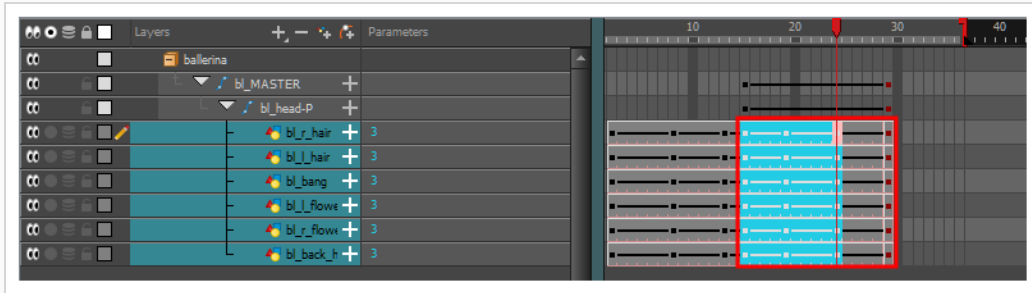 Layers Parameters 10 20 30 40
ballerina
bl_MASTER
bl_head-P
bl_r_hair 3
bl_l_hair 3
bl_bang 3
bl_l_flowe 3
bl_r_flowe 3
bl_back_h 3